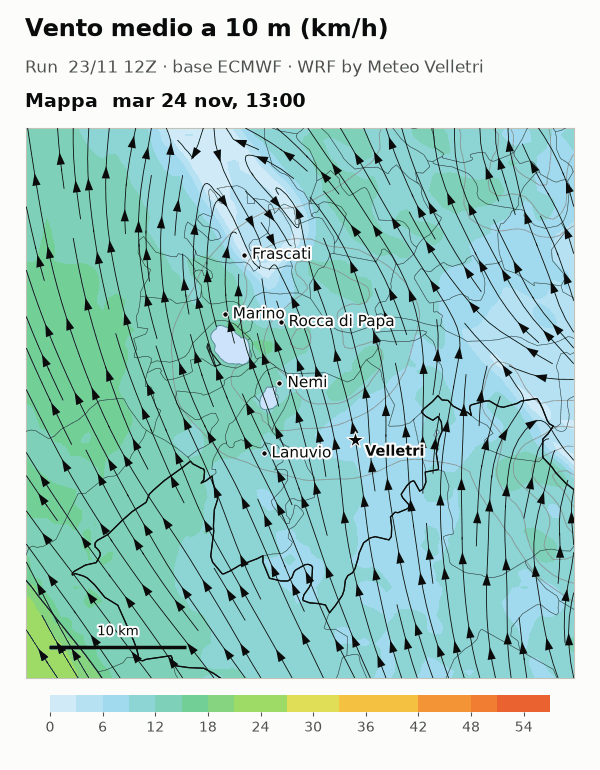 Vento medio a 10 m (km/h)
Run  23/11 12Z · base ECMWF · WRF by Meteo Velletri
Mappa  mar 24 nov, 13:00
Frascati
Marino
Rocca di Papa
Nemi
Velletri
Lanuvio
10 km
0 6 12 18 24 30 36 42 48 54